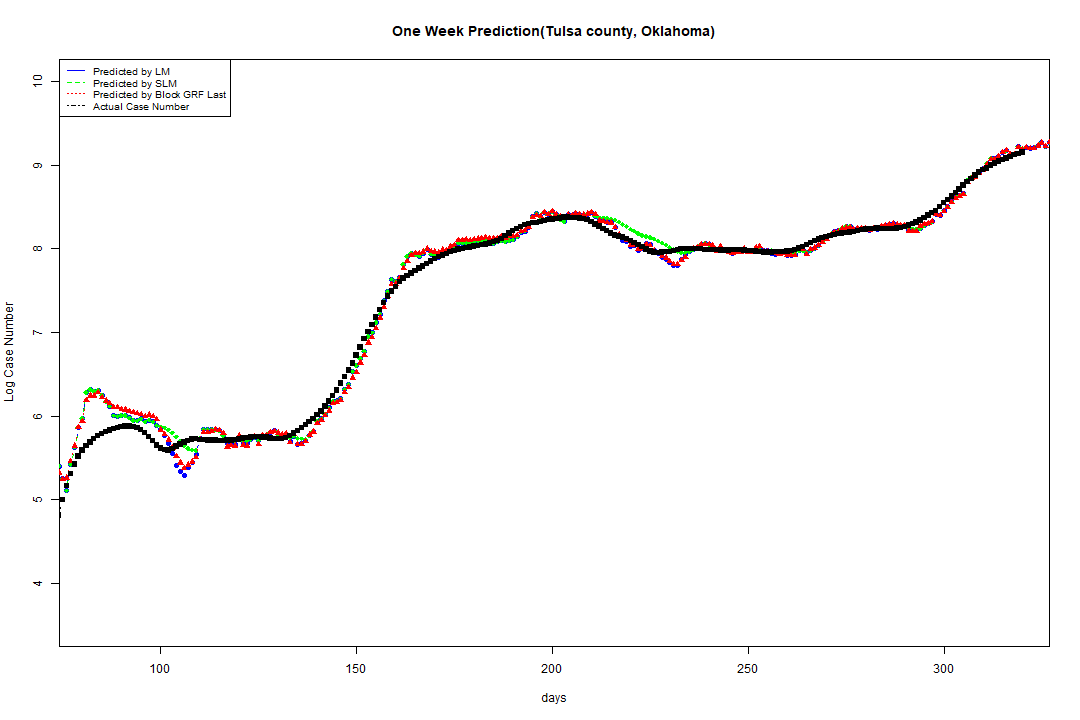 One Week Prediction(Tulsa county, Oklahoma)
Predicted by LM
Predicted by SLM
Predicted by Block GRF Last
Actual Case Number
10
9
8
7
6
5
4
Log Case Number
100 150 200 250 300
days